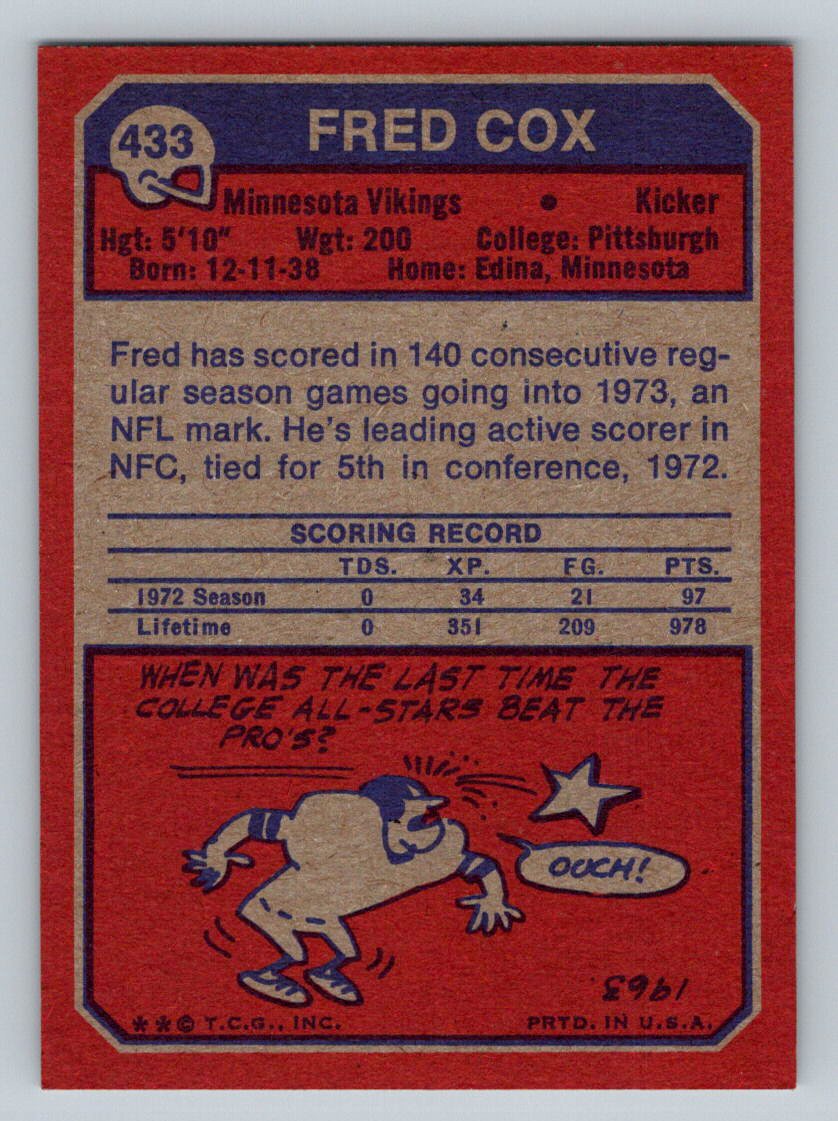 433
FRED COX
Minnesota Vikings • Kicker
Hgt: 5'10" Wgt: 200 College: Pittsburgh
Born: 12-11-38 Home: Edina, Minnesota
Fred has scored in 140 consecutive reg-
ular season games going into 1973, an
NFL mark. He's leading active scorer in
NFC, tied for 5th in conference, 1972.
SCORING RECORD
TDS. XP. FG. PTS.
1972 Season 0 34 21 97
Lifetime 0 351 209 978
WHEN WAS THE LAST TIME THE
COLLEGE ALL-STARS BEAT THE
PRO'S?
OUCH!
1963
**© T.C.G., INC. PRTD. IN U.S.A.